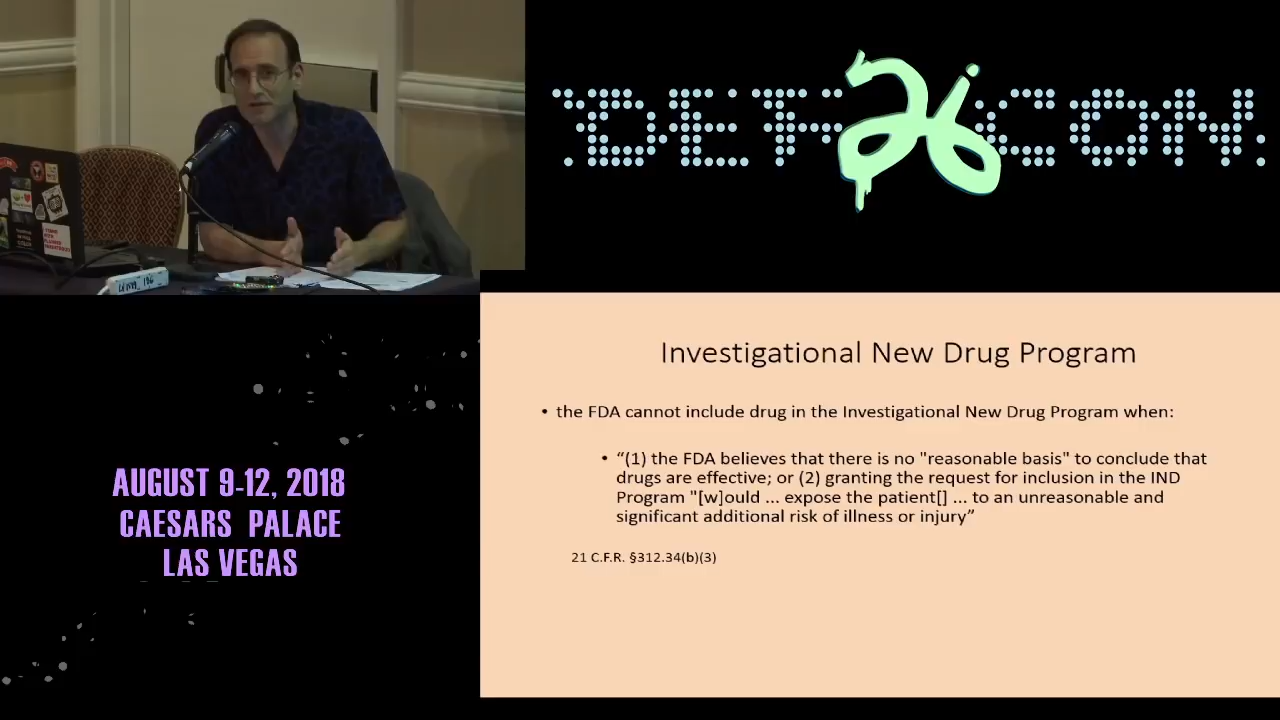 DEF CON
26
Investigational New Drug Program
• the FDA cannot include drug in the Investigational New Drug Program when:
• “(1) the FDA believes that there is no "reasonable basis" to conclude that
drugs are effective; or (2) granting the request for inclusion in the IND
Program "[w]ould ... expose the patient[] ... to an unreasonable and
significant additional risk of illness or injury”
21 C.F.R. §312.34(b)(3)
AUGUST 9-12, 2018
CAESARS PALACE
LAS VEGAS